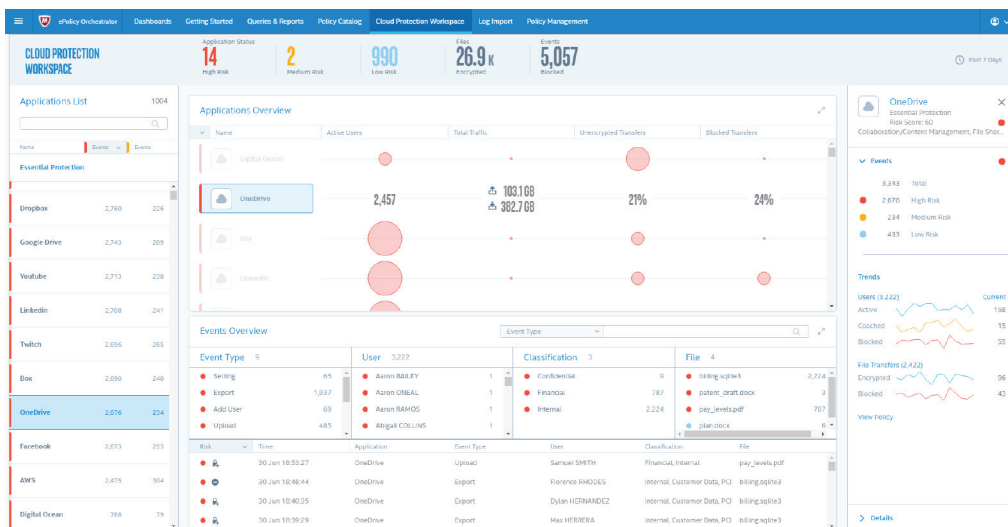 ePolicy Orchestrator Dashboards Getting Started Queries & Reports Policy Catalog Cloud Protection Workspace Log Import Policy Management
CLOUD PROTECTION
WORKSPACE
Application Status
14
High Risk
2
Medium Risk
990
Low Risk
Files
26.9 K
Encrypted
Events
5,057
Blocked
Past 7 Days
Applications List 1004
Name Events Events
Essential Protection
Dropbox 2,760 226
Google Drive 2,743 209
Youtube 2,713 238
Linkedin 2,708 241
Twitch 2,696 265
Box 2,690 240
OneDrive 2,676 234
Facebook 2,673 253
AWS 2,475 304
Digital Ocean 788 79
Applications Overview
Name Active Users Total Traffic Unencrypted Transfers Blocked Transfers
Digital Ocean
OneDrive 2,457 103.1 GB 382.7 GB 21% 24%
Box
Linkedin
Events Overview
Event Type
Event Type 9
Selling 65
Export 1,937
Add User 69
Upload 485
User 3,222
Aaron BAILEY 1
Aaron ONEAL 1
Aaron RAMOS 1
Abigail COLLINS 1
Classification 3
Confidential 9
Financial 787
Internal 2,224
File 4
billing.sqlite3 2,224
patent_draft.docx 3
pay_levels.pdf 787
plan.docx 6
Risk Time Application Event Type User Classification File
30 Jun 18:53:27 OneDrive Upload Samuel SMITH Financial, Internal pay_levels.pdf
30 Jun 18:48:44 OneDrive Export Florence RHODES Internal, Customer Data, PCI billing.sqlite3
30 Jun 18:40:35 OneDrive Export Dylan HERNANDEZ Internal, Customer Data, PCI billing.sqlite3
30 Jun 18:39:29 OneDrive Export Max HERRERA Internal, Customer Data, PCI billing.sqlite3
OneDrive
Essential Protection
Risk Score: 60
Collaboration/Content Management, File Shar...
Events
3,343 Total
2,676 High Risk
234 Medium Risk
433 Low Risk
Trends
Users (3,222) Current
Active 158
Coached 15
Blocked 55
File Transfers (2,422)
Encrypted 96
Blocked 43
View Policy
Details